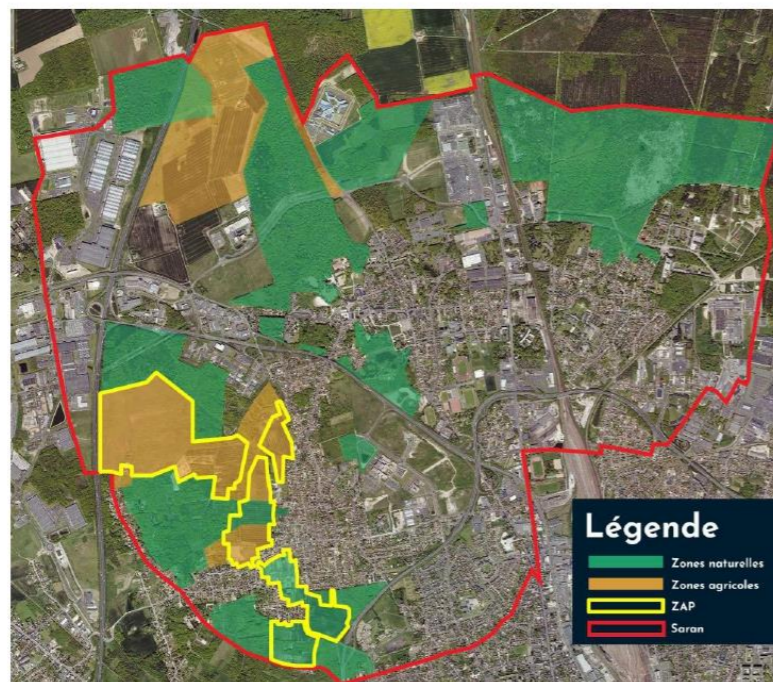 Légende
Zones naturelles
Zones agricoles
ZAP
Saran